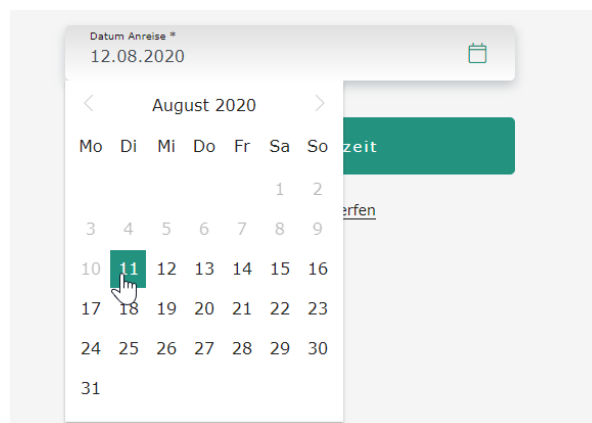 Datum Anreise *
12.08.2020
August 2020
Mo Di Mi Do Fr Sa So
zeit
1 2
erfen
3 4 5 6 7 8 9
10 11 12 13 14 15 16
17 18 19 20 21 22 23
24 25 26 27 28 29 30
31